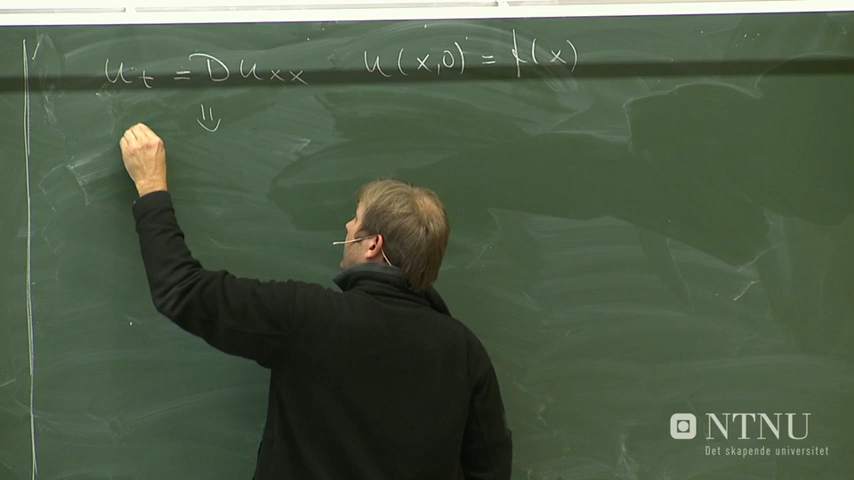 u_t = D u_xx   u(x,0) = f(x)
⇓
NTNU
Det skapende universitet